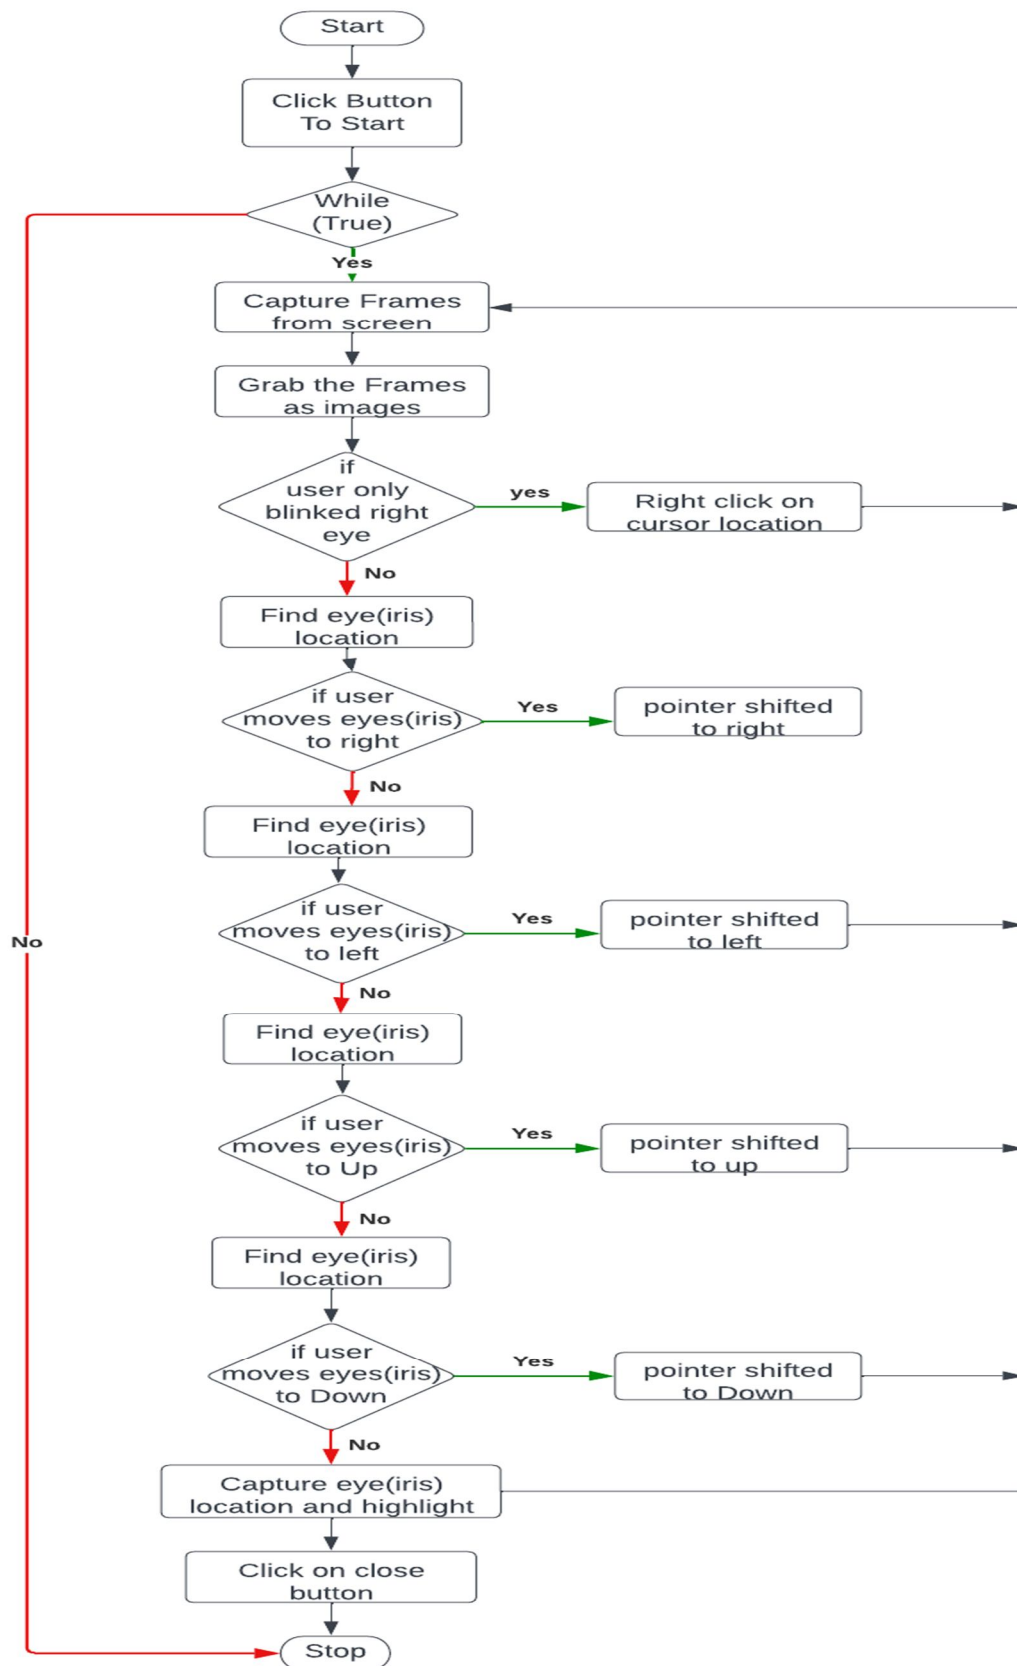 Start
Click Button
To Start
While
(True)
Yes
Capture Frames
from screen
Grab the Frames
as images
if
user only
blinked right
eye
yes
Right click on
cursor location
No
Find eye(iris)
location
if user
moves eyes(iris)
to right
Yes
pointer shifted
to right
No
Find eye(iris)
location
if user
moves eyes(iris)
to left
Yes
pointer shifted
to left
No
No
Find eye(iris)
location
if user
moves eyes(iris)
to Up
Yes
pointer shifted
to up
No
Find eye(iris)
location
if user
moves eyes(iris)
to Down
Yes
pointer shifted
to Down
No
Capture eye(iris)
location and highlight
Click on close
button
Stop